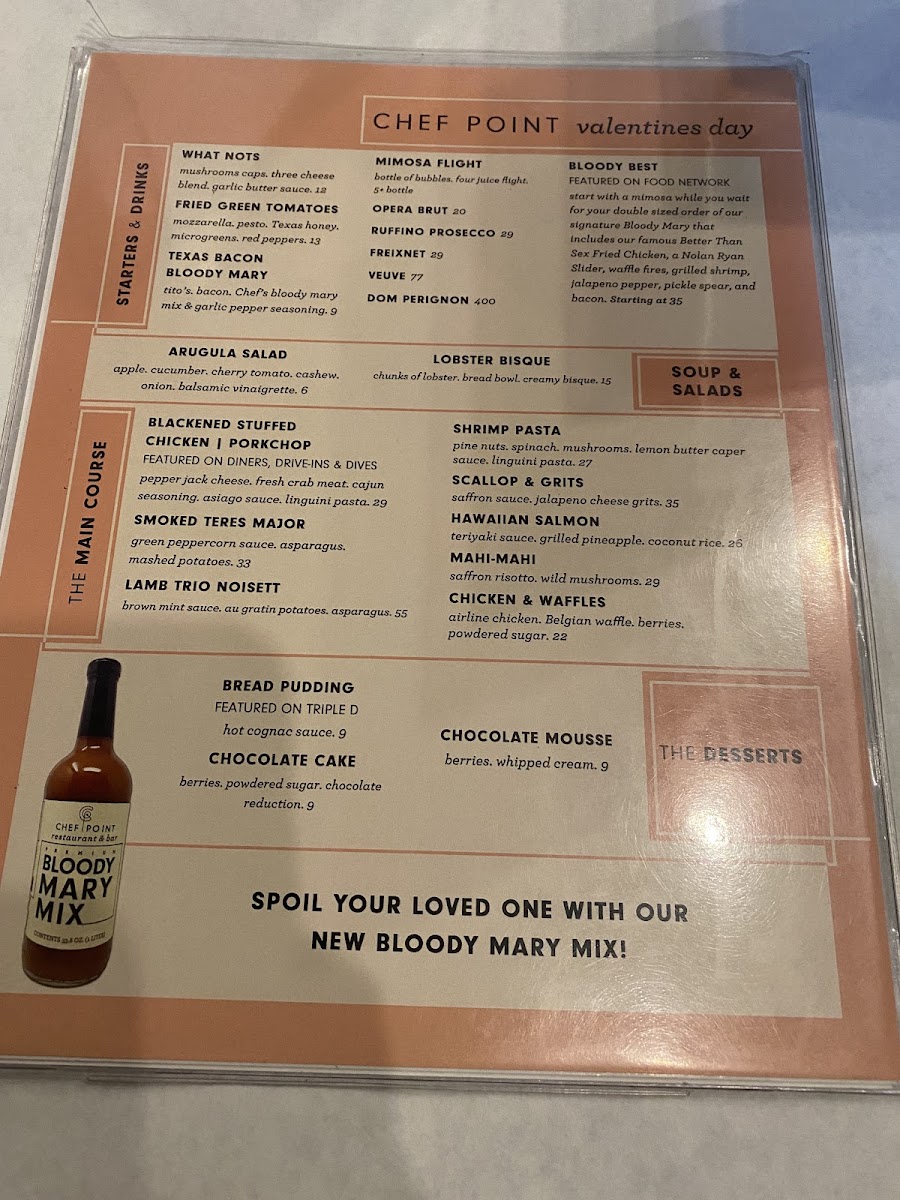 CHEF POINT valentines day
STARTERS & DRINKS
WHAT NOTS
mushrooms caps. three cheese
blend. garlic butter sauce. 12
FRIED GREEN TOMATOES
mozzarella. pesto. Texas honey.
microgreens. red peppers. 13
TEXAS BACON
BLOODY MARY
tito's. bacon. Chef's bloody mary
mix & garlic pepper seasoning. 9
MIMOSA FLIGHT
bottle of bubbles. four juice flight.
5+ bottle
OPERA BRUT 20
RUFFINO PROSECCO 29
FREIXNET 29
VEUVE 77
DOM PERIGNON 400
BLOODY BEST
FEATURED ON FOOD NETWORK
start with a mimosa while you wait
for your double sized order of our
signature Bloody Mary that
includes our famous Better Than
Sex Fried Chicken, a Nolan Ryan
Slider, waffle fires, grilled shrimp,
jalapeno pepper, pickle spear, and
bacon. Starting at 35
ARUGULA SALAD
apple. cucumber. cherry tomato. cashew.
onion. balsamic vinaigrette. 6
LOBSTER BISQUE
chunks of lobster. bread bowl. creamy bisque. 15
SOUP &
SALADS
THE MAIN COURSE
BLACKENED STUFFED
CHICKEN | PORKCHOP
FEATURED ON DINERS, DRIVE-INS & DIVES
pepper jack cheese. fresh crab meat. cajun
seasoning. asiago sauce. linguini pasta. 29
SMOKED TERES MAJOR
green peppercorn sauce. asparagus.
mashed potatoes. 33
LAMB TRIO NOISETT
brown mint sauce. au gratin potatoes. asparagus. 55
SHRIMP PASTA
pine nuts. spinach. mushrooms. lemon butter caper
sauce. linguini pasta. 27
SCALLOP & GRITS
saffron sauce. jalapeno cheese grits. 35
HAWAIIAN SALMON
teriyaki sauce. grilled pineapple. coconut rice. 26
MAHI-MAHI
saffron risotto. wild mushrooms. 29
CHICKEN & WAFFLES
airline chicken. Belgian waffle. berries.
powdered sugar. 22
BREAD PUDDING
FEATURED ON TRIPLE D
hot cognac sauce. 9
CHOCOLATE CAKE
berries. powdered sugar. chocolate
reduction. 9
CHOCOLATE MOUSSE
berries. whipped cream. 9
THE DESSERTS
CHEF POINT
restaurant & bar
PREMIUM
BLOODY
MARY
MIX
CONTENTS 33.8 OZ. (1 LITER)
SPOIL YOUR LOVED ONE WITH OUR
NEW BLOODY MARY MIX!